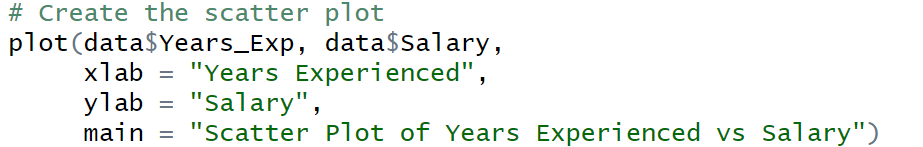 # Create the scatter plot
plot(data$Years_Exp, data$Salary,
     xlab = "Years Experienced",
     ylab = "Salary",
     main = "Scatter Plot of Years Experienced vs Salary")